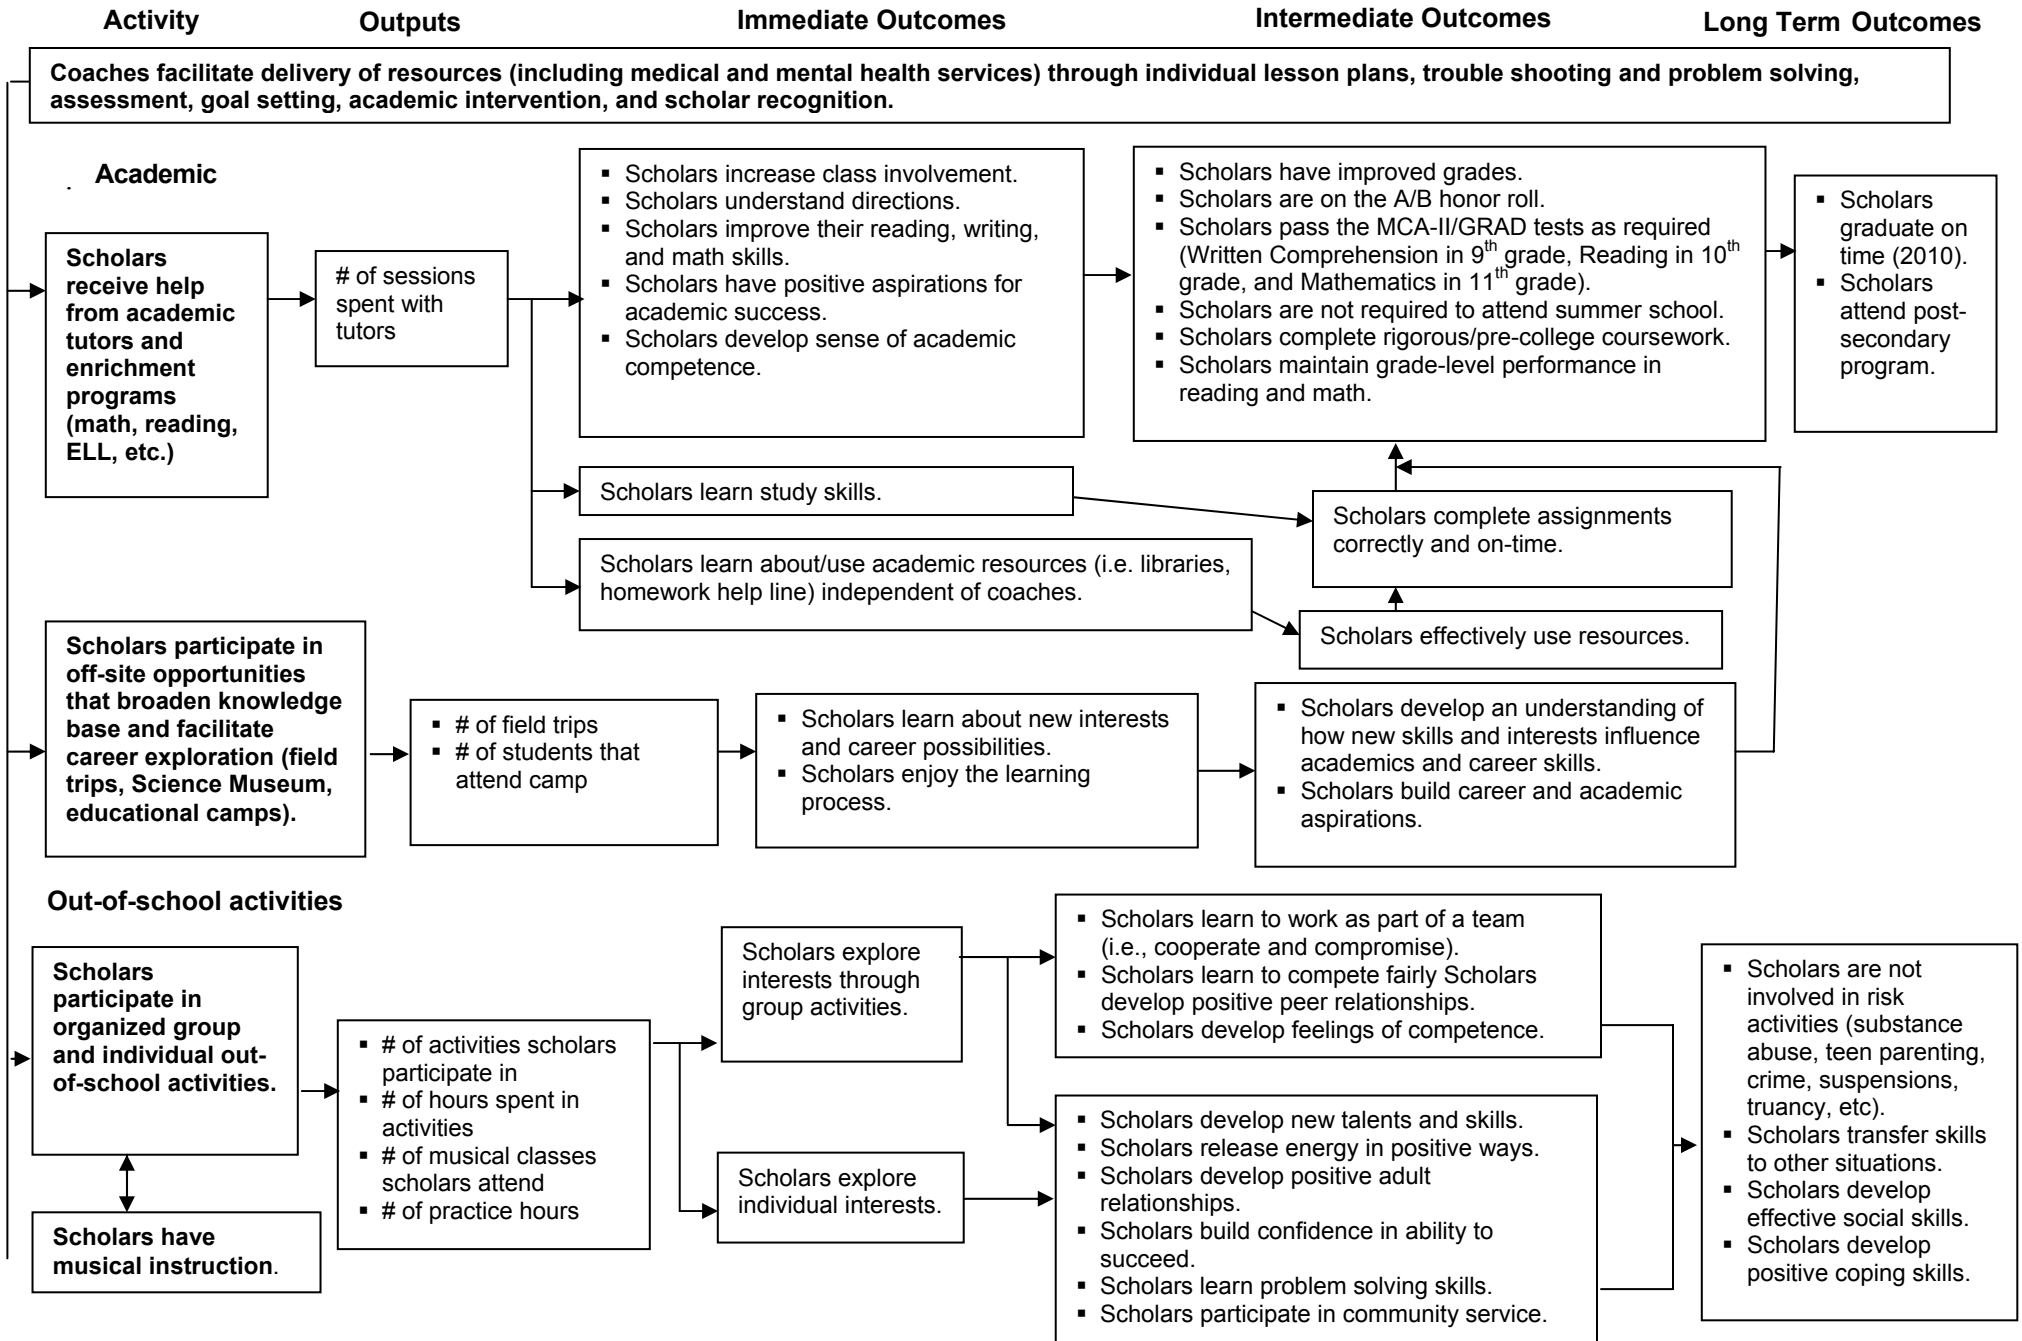 Activity
Outputs
Immediate Outcomes
Intermediate Outcomes
Long Term Outcomes
Coaches facilitate delivery of resources (including medical and mental health services) through individual lesson plans, trouble shooting and problem solving,
assessment, goal setting, academic intervention, and scholar recognition.
. Academic
Scholars
receive help
from academic
tutors and
enrichment
programs
(math, reading,
ELL, etc.)
# of sessions
spent with
tutors
▪ Scholars increase class involvement.
▪ Scholars understand directions.
▪ Scholars improve their reading, writing,
and math skills.
▪ Scholars have positive aspirations for
academic success.
▪ Scholars develop sense of academic
competence.
▪ Scholars have improved grades.
▪ Scholars are on the A/B honor roll.
▪ Scholars pass the MCA-II/GRAD tests as required
(Written Comprehension in 9th grade, Reading in 10th
grade, and Mathematics in 11th grade).
▪ Scholars are not required to attend summer school.
▪ Scholars complete rigorous/pre-college coursework.
▪ Scholars maintain grade-level performance in
reading and math.
▪ Scholars
graduate on
time (2010).
▪ Scholars
attend post-
secondary
program.
Scholars learn study skills.
Scholars complete assignments
correctly and on-time.
Scholars learn about/use academic resources (i.e. libraries,
homework help line) independent of coaches.
Scholars effectively use resources.
Scholars participate in
off-site opportunities
that broaden knowledge
base and facilitate
career exploration (field
trips, Science Museum,
educational camps).
▪ # of field trips
▪ # of students that
attend camp
▪ Scholars learn about new interests
and career possibilities.
▪ Scholars enjoy the learning
process.
▪ Scholars develop an understanding of
how new skills and interests influence
academics and career skills.
▪ Scholars build career and academic
aspirations.
Out-of-school activities
Scholars
participate in
organized group
and individual out-
of-school activities.
Scholars have
musical instruction.
▪ # of activities scholars
participate in
▪ # of hours spent in
activities
▪ # of musical classes
scholars attend
▪ # of practice hours
Scholars explore
interests through
group activities.
Scholars explore
individual interests.
▪ Scholars learn to work as part of a team
(i.e., cooperate and compromise).
▪ Scholars learn to compete fairly Scholars
develop positive peer relationships.
▪ Scholars develop feelings of competence.
▪ Scholars develop new talents and skills.
▪ Scholars release energy in positive ways.
▪ Scholars develop positive adult
relationships.
▪ Scholars build confidence in ability to
succeed.
▪ Scholars learn problem solving skills.
▪ Scholars participate in community service.
▪ Scholars are not
involved in risk
activities (substance
abuse, teen parenting,
crime, suspensions,
truancy, etc).
▪ Scholars transfer skills
to other situations.
▪ Scholars develop
effective social skills.
▪ Scholars develop
positive coping skills.